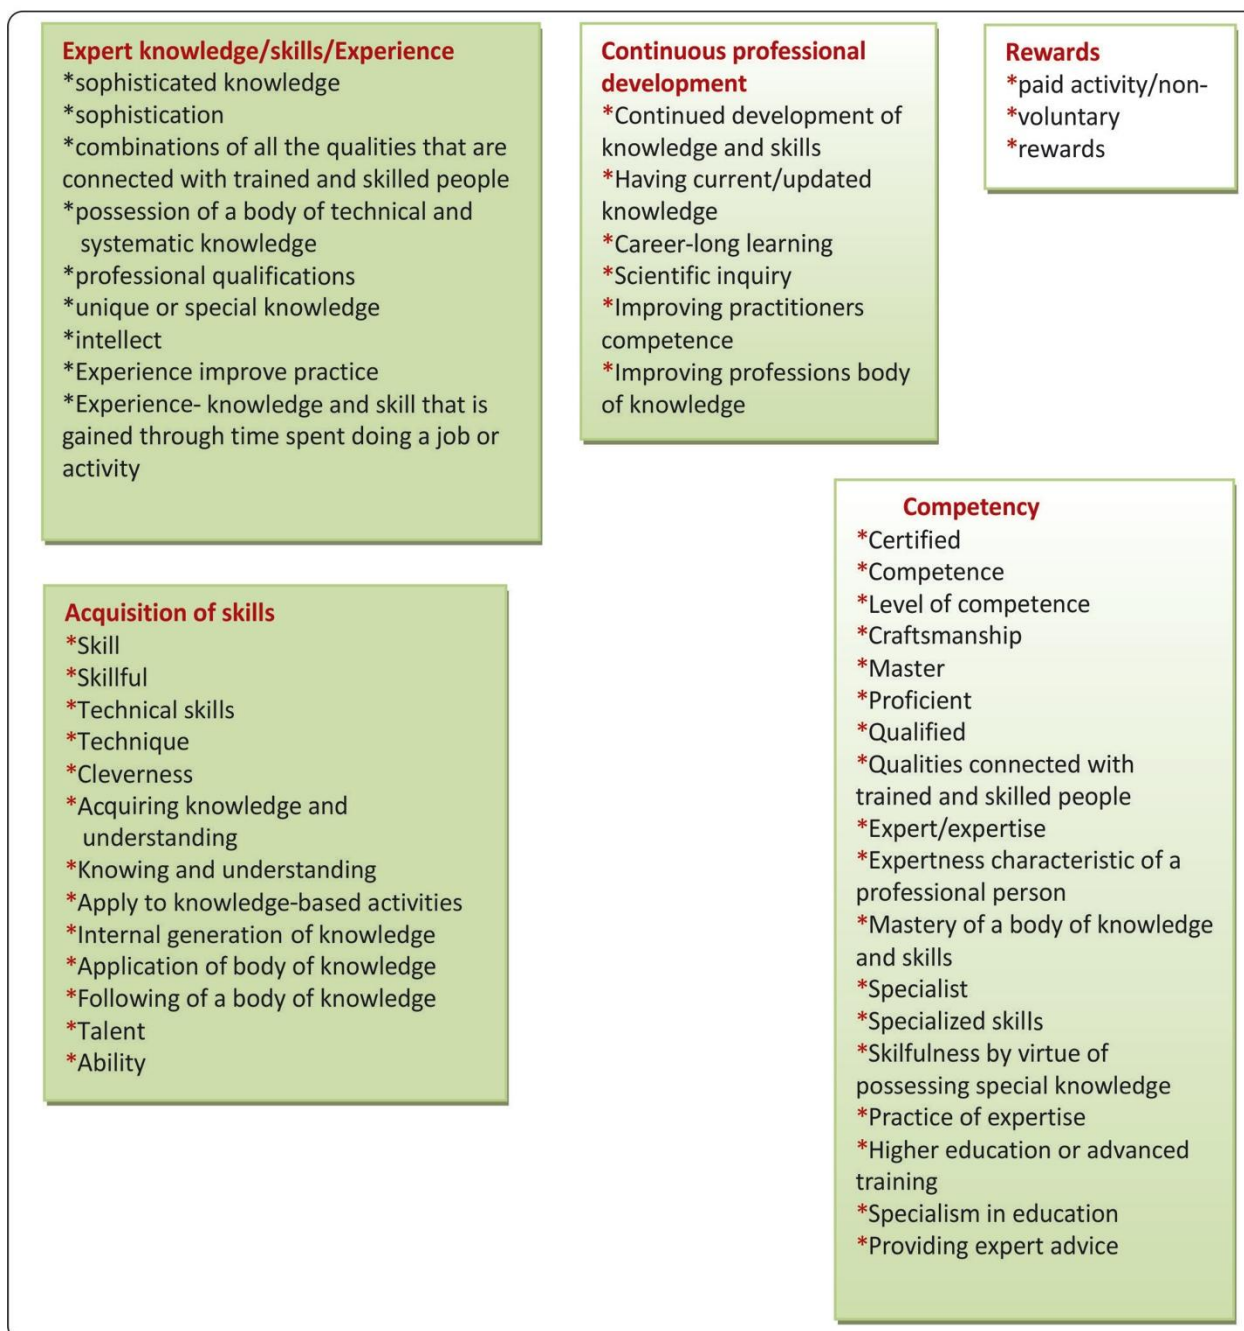 Expert knowledge/skills/Experience
*sophisticated knowledge
*sophistication
*combinations of all the qualities that are
connected with trained and skilled people
*possession of a body of technical and
systematic knowledge
*professional qualifications
*unique or special knowledge
*intellect
*Experience improve practice
*Experience- knowledge and skill that is
gained through time spent doing a job or
activity
Continuous professional
development
*Continued development of
knowledge and skills
*Having current/updated
knowledge
*Career-long learning
*Scientific inquiry
*Improving practitioners
competence
*Improving professions body
of knowledge
Rewards
*paid activity/non-
*voluntary
*rewards
Acquisition of skills
*Skill
*Skillful
*Technical skills
*Technique
*Cleverness
*Acquiring knowledge and
understanding
*Knowing and understanding
*Apply to knowledge-based activities
*Internal generation of knowledge
*Application of body of knowledge
*Following of a body of knowledge
*Talent
*Ability
Competency
*Certified
*Competence
*Level of competence
*Craftsmanship
*Master
*Proficient
*Qualified
*Qualities connected with
trained and skilled people
*Expert/expertise
*Expertness characteristic of a
professional person
*Mastery of a body of knowledge
and skills
*Specialist
*Specialized skills
*Skilfulness by virtue of
possessing special knowledge
*Practice of expertise
*Higher education or advanced
training
*Specialism in education
*Providing expert advice